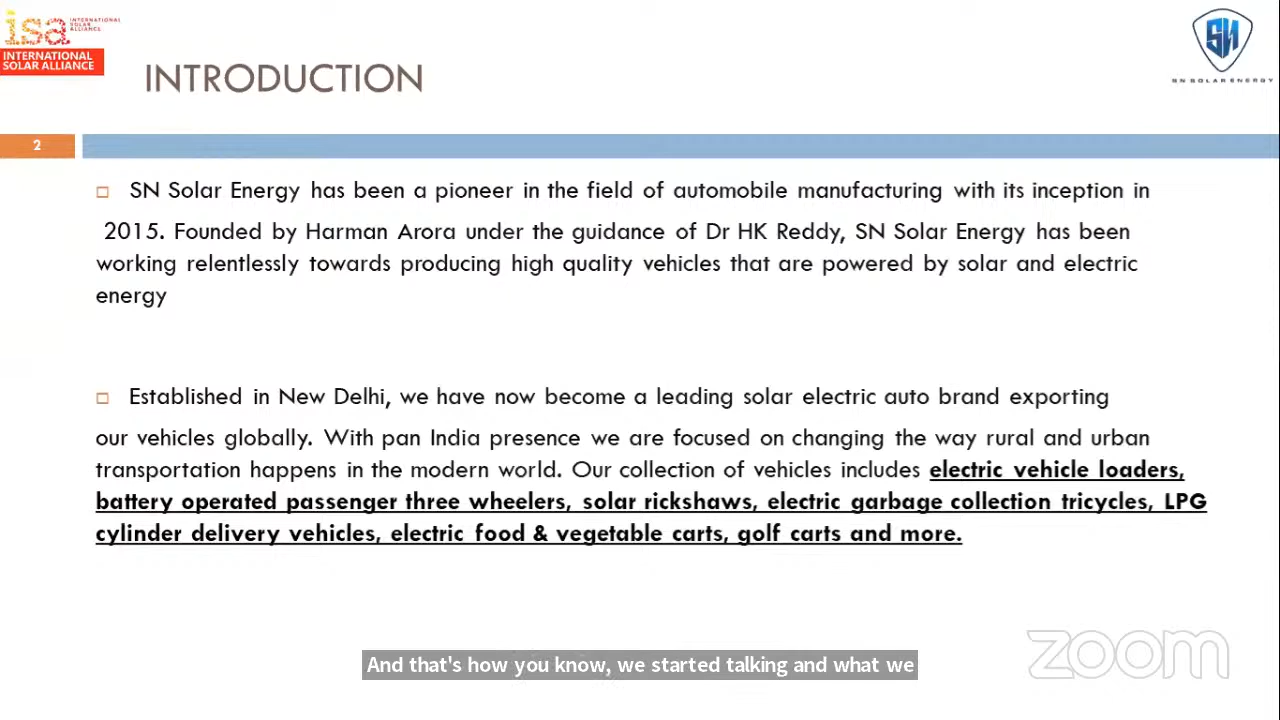 isa INTERNATIONAL SOLAR ALLIANCE
INTERNATIONAL
SOLAR ALLIANCE
SN
SN SOLAR ENERGY
INTRODUCTION
2
SN Solar Energy has been a pioneer in the field of automobile manufacturing with its inception in
2015. Founded by Harman Arora under the guidance of Dr HK Reddy, SN Solar Energy has been
working relentlessly towards producing high quality vehicles that are powered by solar and electric
energy
Established in New Delhi, we have now become a leading solar electric auto brand exporting
our vehicles globally. With pan India presence we are focused on changing the way rural and urban
transportation happens in the modern world. Our collection of vehicles includes electric vehicle loaders,
battery operated passenger three wheelers, solar rickshaws, electric garbage collection tricycles, LPG
cylinder delivery vehicles, electric food & vegetable carts, golf carts and more.
And that's how you know, we started talking and what we
zoom